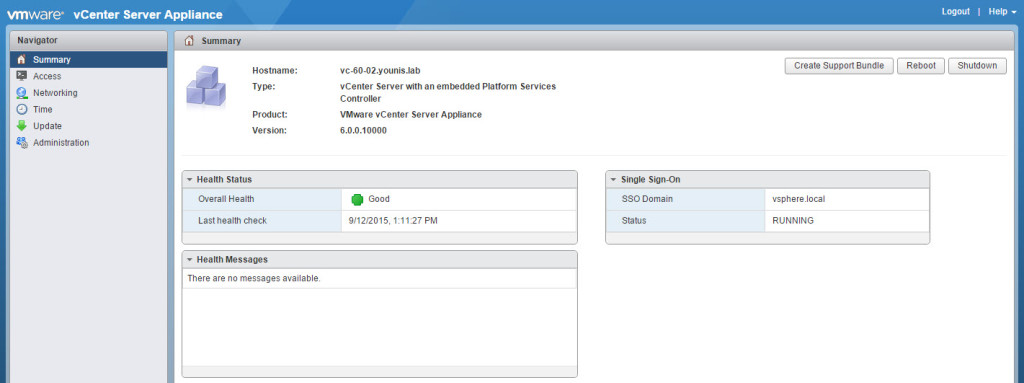 vmware® vCenter Server Appliance
Logout | Help
Navigator
Summary
Access
Networking
Time
Update
Administration
Summary
Create Support Bundle Reboot Shutdown
Hostname: vc-60-02.younis.lab
Type: vCenter Server with an embedded Platform Services
Controller
Product: VMware vCenter Server Appliance
Version: 6.0.0.10000
Health Status
Overall Health Good
Last health check 9/12/2015, 1:11:27 PM
Single Sign-On
SSO Domain vsphere.local
Status RUNNING
Health Messages
There are no messages available.